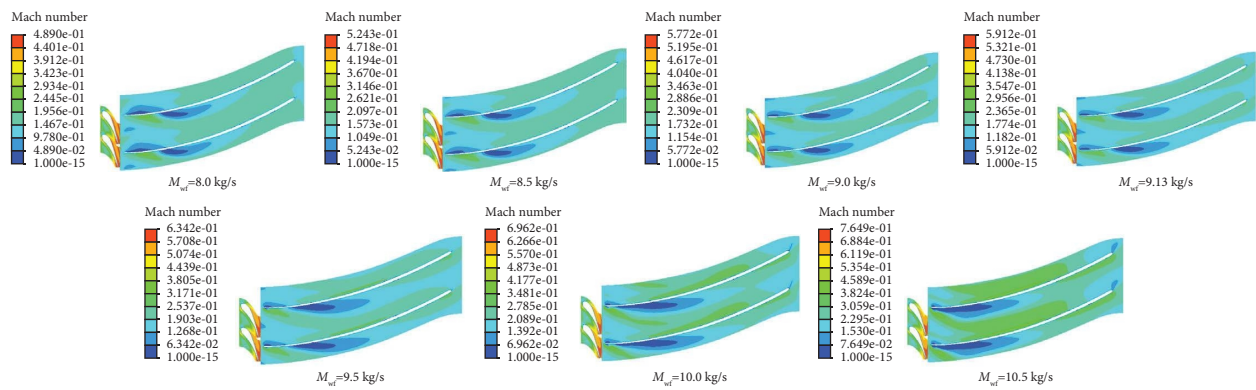 Mach number
4.890e-01
4.401e-01
3.912e-01
3.423e-01
2.934e-01
2.445e-01
1.956e-01
1.467e-01
9.780e-01
4.890e-02
1.000e-15
M_wf=8.0 kg/s
Mach number
5.243e-01
4.718e-01
4.194e-01
3.670e-01
3.146e-01
2.621e-01
2.097e-01
1.573e-01
1.049e-01
5.243e-02
1.000e-15
M_wf=8.5 kg/s
Mach number
5.772e-01
5.195e-01
4.617e-01
4.040e-01
3.463e-01
2.886e-01
2.309e-01
1.732e-01
1.154e-01
5.772e-02
1.000e-15
M_wf=9.0 kg/s
Mach number
5.912e-01
5.321e-01
4.730e-01
4.138e-01
3.547e-01
2.956e-01
2.365e-01
1.774e-01
1.182e-01
5.912e-02
1.000e-15
M_wf=9.13 kg/s
Mach number
6.342e-01
5.708e-01
5.074e-01
4.439e-01
3.805e-01
3.171e-01
2.537e-01
1.903e-01
1.268e-01
6.342e-02
1.000e-15
M_wf=9.5 kg/s
Mach number
6.962e-01
6.266e-01
5.570e-01
4.873e-01
4.177e-01
3.481e-01
2.785e-01
2.089e-01
1.392e-01
6.962e-02
1.000e-15
M_wf=10.0 kg/s
Mach number
7.649e-01
6.884e-01
6.119e-01
5.354e-01
4.589e-01
3.824e-01
3.059e-01
2.295e-01
1.530e-01
7.649e-02
1.000e-15
M_wf=10.5 kg/s